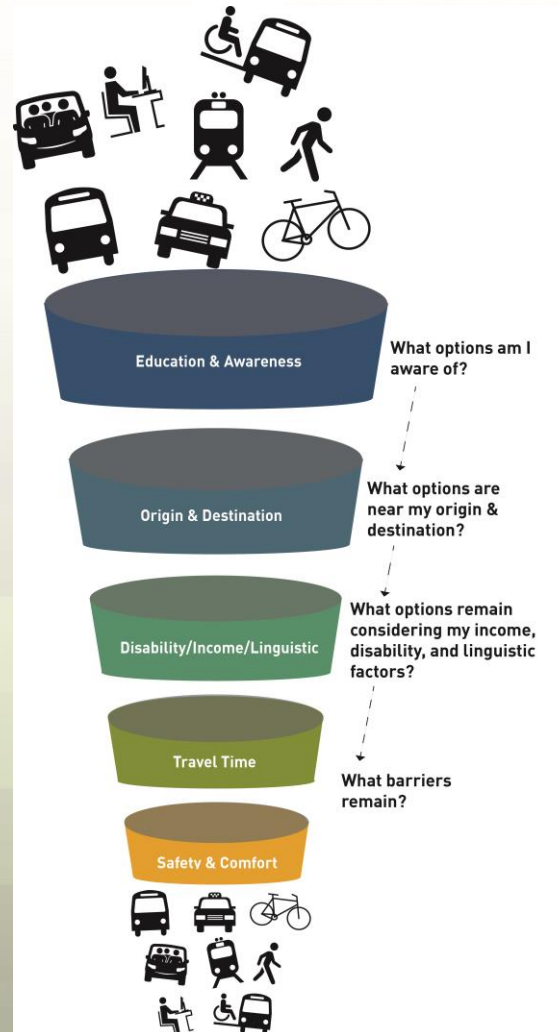 Education & Awareness
What options am I
aware of?
Origin & Destination
What options are
near my origin &
destination?
Disability/Income/Linguistic
What options remain
considering my income,
disability, and linguistic
factors?
Travel Time
What barriers
remain?
Safety & Comfort